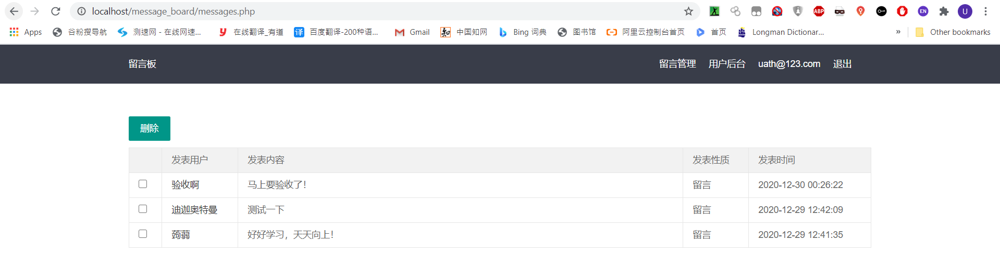 localhost/message_board/messages.php
ABP
EN
U
Apps 谷粉搜导航 测速网 - 在线网速... 在线翻译_有道 百度翻译-200种语... Gmail 中国知网 Bing 词典 图书馆 阿里云控制台首页 首页 Longman Dictionar... » Other bookmarks
留言板 留言管理 用户后台 uath@123.com 退出
删除
发表用户 发表内容 发表性质 发表时间
验收啊 马上要验收了! 留言 2020-12-30 00:26:22
迪迦奥特曼 测试一下 留言 2020-12-29 12:42:09
蒟蒻 好好学习，天天向上! 留言 2020-12-29 12:41:35